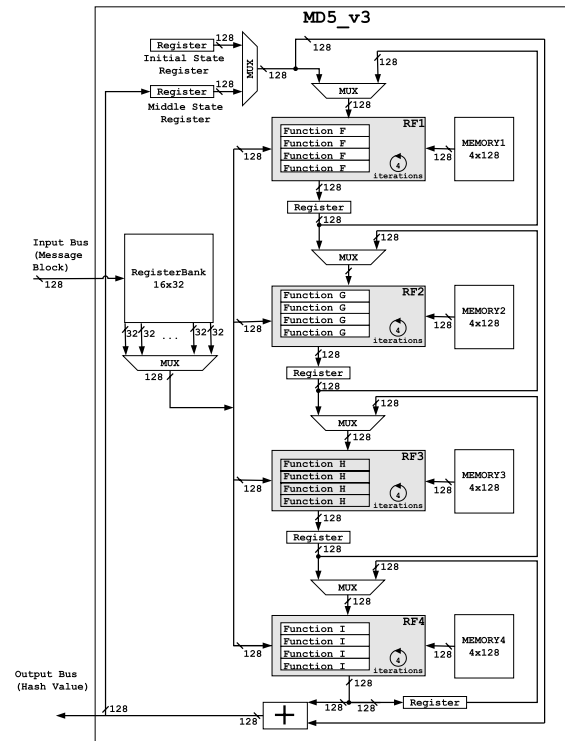 MD5_v3
Register
128
Initial State
Register
128
Register
Middle State
Register
MUX
128
128
128
MUX
128
RF1
Function F
Function F
Function F
Function F
4
iterations
128
128
MEMORY1
4x128
128
Register
128
128
MUX
Input Bus
(Message
Block)
128
RegisterBank
16x32
32
32
...
32
32
MUX
128
RF2
Function G
Function G
Function G
Function G
4
iterations
128
128
MEMORY2
4x128
128
Register
128
128
MUX
128
RF3
Function H
Function H
Function H
Function H
4
iterations
128
128
MEMORY3
4x128
128
Register
128
128
MUX
128
RF4
Function I
Function I
Function I
Function I
4
iterations
128
128
MEMORY4
4x128
128
Output Bus
(Hash Value)
128
128
+
128
128
Register